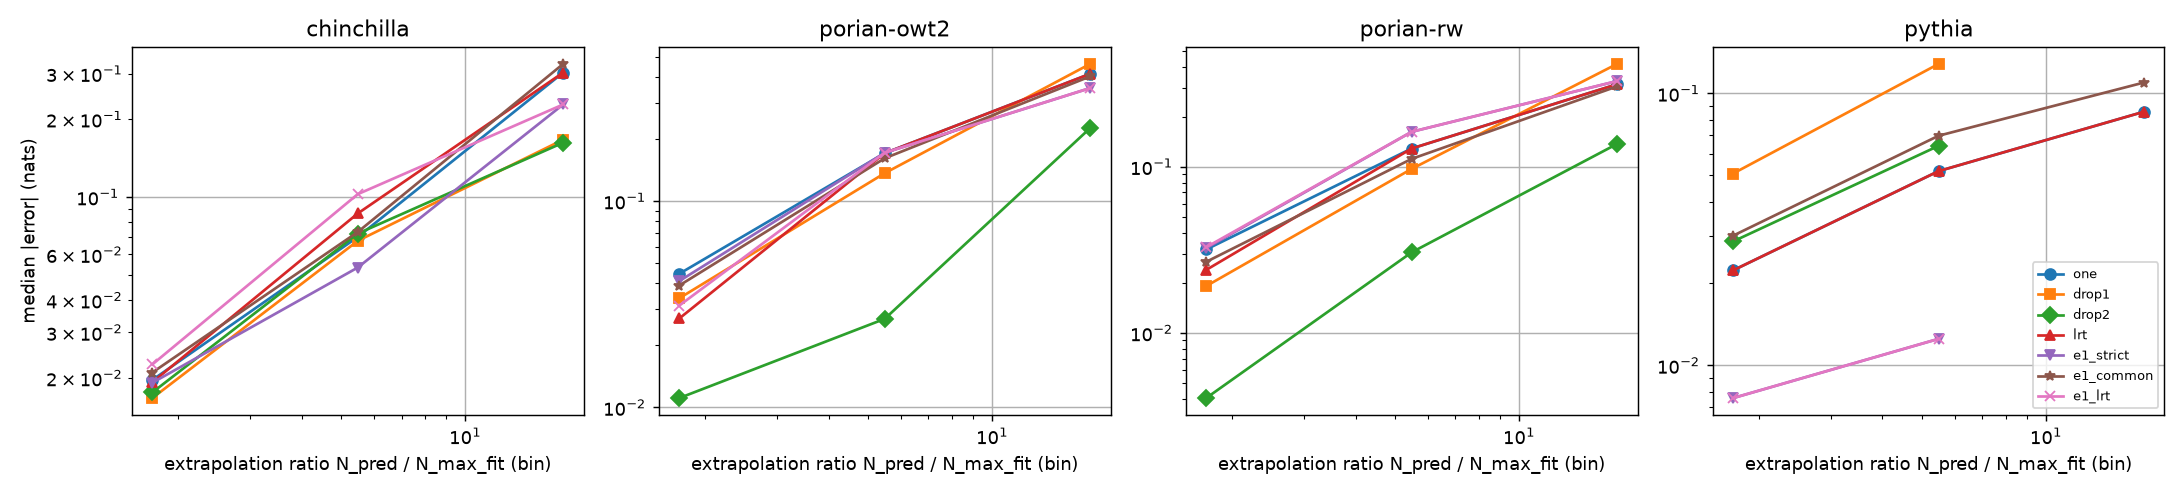 chinchilla
porian-owt2
porian-rw
pythia
median |error| (nats)
3 × 10⁻¹
2 × 10⁻¹
10⁻¹
6 × 10⁻²
4 × 10⁻²
3 × 10⁻²
2 × 10⁻²
10¹
extrapolation ratio N_pred / N_max_fit (bin)
10⁻¹
10⁻²
10¹
extrapolation ratio N_pred / N_max_fit (bin)
10⁻¹
10⁻²
10¹
extrapolation ratio N_pred / N_max_fit (bin)
10⁻¹
10⁻²
10¹
extrapolation ratio N_pred / N_max_fit (bin)
one
drop1
drop2
lrt
e1_strict
e1_common
e1_lrt